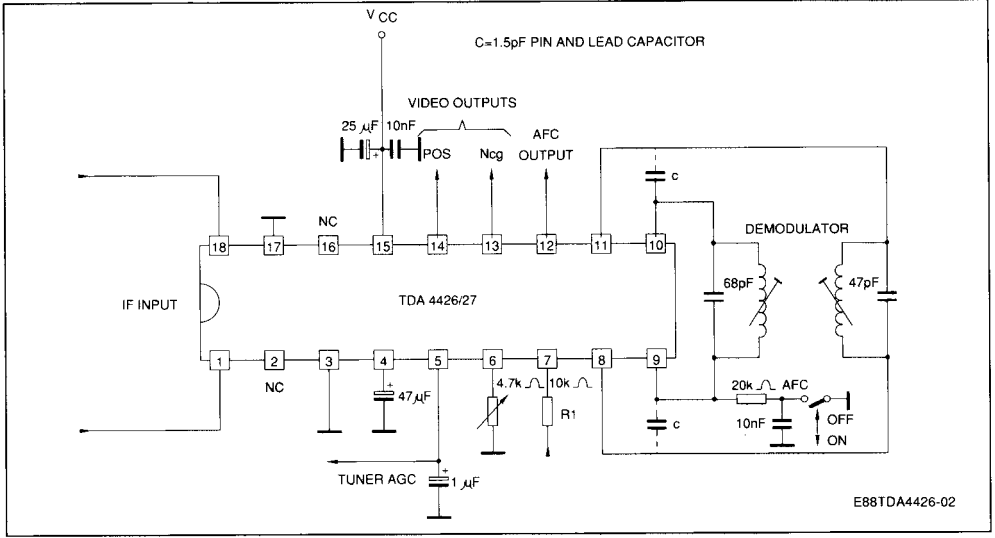 V CC
C=1.5pF PIN AND LEAD CAPACITOR
VIDEO OUTPUTS
25 µF
10nF
POS
Ncg
AFC
OUTPUT
c
NC
18
17
16
15
14
13
12
11
10
DEMODULATOR
68pF
47pF
IF INPUT
TDA 4426/27
1
2
3
4
5
6
7
8
9
NC
47µF
4.7k
10k
R1
c
20k
AFC
10nF
OFF
ON
TUNER AGC
1 µF
E88TDA4426-02
+
+
+